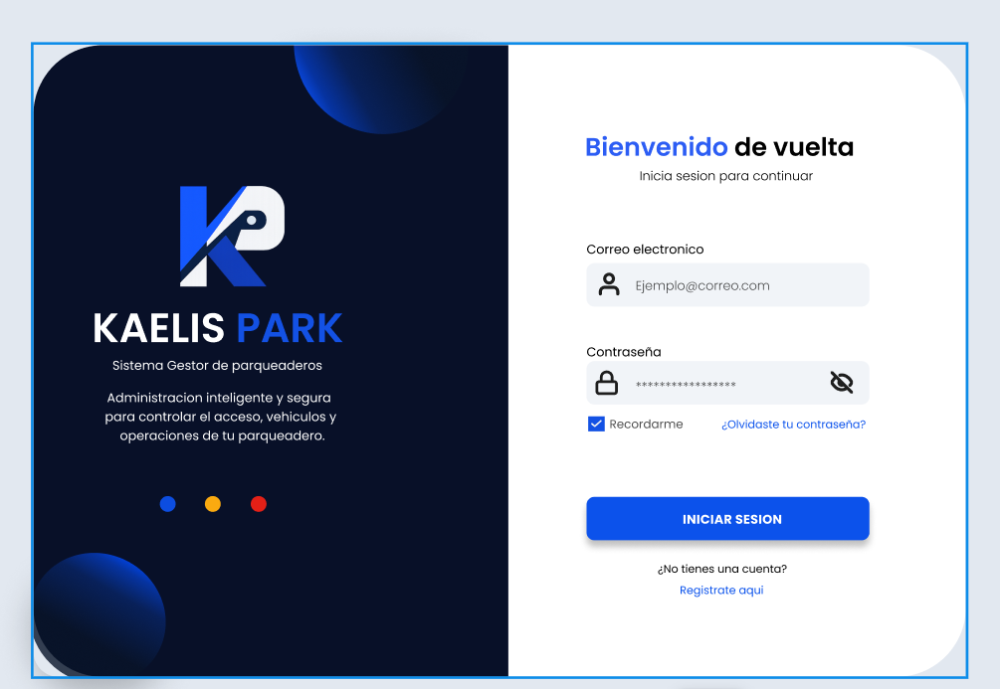 KP
KAELIS PARK
Sistema Gestor de parqueaderos
Administracion inteligente y segura
para controlar el acceso, vehiculos y
operaciones de tu parqueadero.
Bienvenido de vuelta
Inicia sesion para continuar
Correo electronico
Ejemplo@correo.com
Contraseña
*****************
Recordarme
¿Olvidaste tu contraseña?
INICIAR SESION
¿No tienes una cuenta?
Registrate aqui